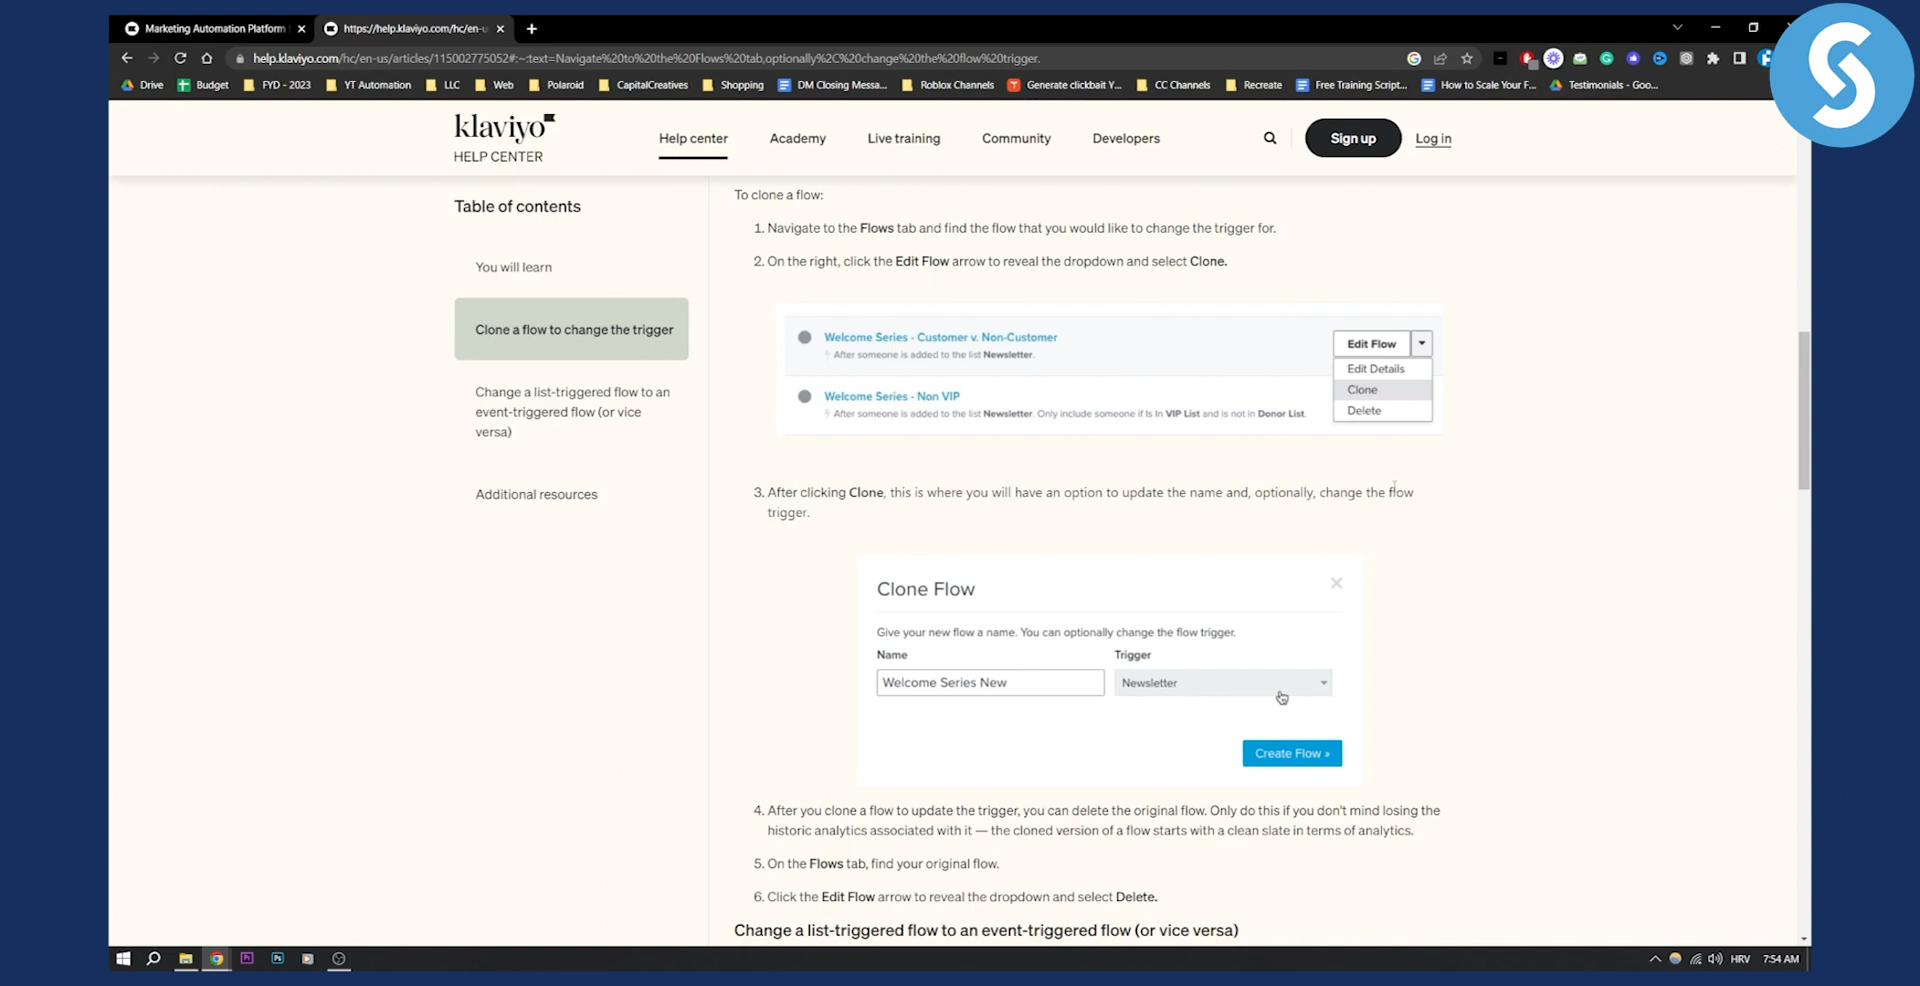 Marketing Automation Platform
https://help.klaviyo.com/hc/en-u
help.klaviyo.com/hc/en-us/articles/115002775052#:~:text=Navigate%20to%20the%20Flows%20tab,optionally%2C%20change%20the%20flow%20trigger.
Drive Budget FYD - 2023 YT Automation LLC Web Polaroid CapitalCreatives Shopping DM Closing Messa... Roblox Channels Generate clickbait Y... CC Channels Recreate Free Training Script... How to Scale Your F... Testimonials - Goo...
klaviyo
HELP CENTER
Help center Academy Live training Community Developers Sign up Log in
Table of contents
You will learn
Clone a flow to change the trigger
Change a list-triggered flow to an
event-triggered flow (or vice
versa)
Additional resources
To clone a flow:
1. Navigate to the Flows tab and find the flow that you would like to change the trigger for.
2. On the right, click the Edit Flow arrow to reveal the dropdown and select Clone.
Welcome Series - Customer v. Non-Customer
After someone is added to the list Newsletter.
Welcome Series - Non VIP
After someone is added to the list Newsletter. Only include someone if Is In VIP List and is not in Donor List.
Edit Flow
Edit Details
Clone
Delete
3. After clicking Clone, this is where you will have an option to update the name and, optionally, change the flow
trigger.
Clone Flow
Give your new flow a name. You can optionally change the flow trigger.
Name Trigger
Welcome Series New Newsletter
Create Flow »
4. After you clone a flow to update the trigger, you can delete the original flow. Only do this if you don't mind losing the
historic analytics associated with it — the cloned version of a flow starts with a clean slate in terms of analytics.
5. On the Flows tab, find your original flow.
6. Click the Edit Flow arrow to reveal the dropdown and select Delete.
Change a list-triggered flow to an event-triggered flow (or vice versa)
Pr Ps HRV 7:54 AM